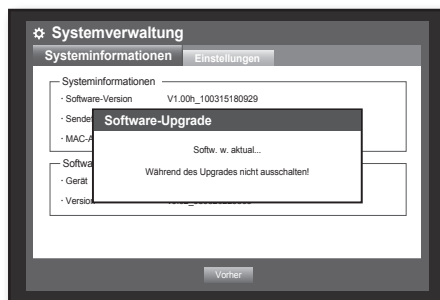 Systemverwaltung
Systeminformationen
Einstellungen
Systeminformationen
· Software-Version V1.00h_100315180929
· MAC-A
Software-Upgrade
Softw. w. aktual...
Während des Upgrades nicht ausschalten!
Softwa
· Gerät
· Version
Vorher